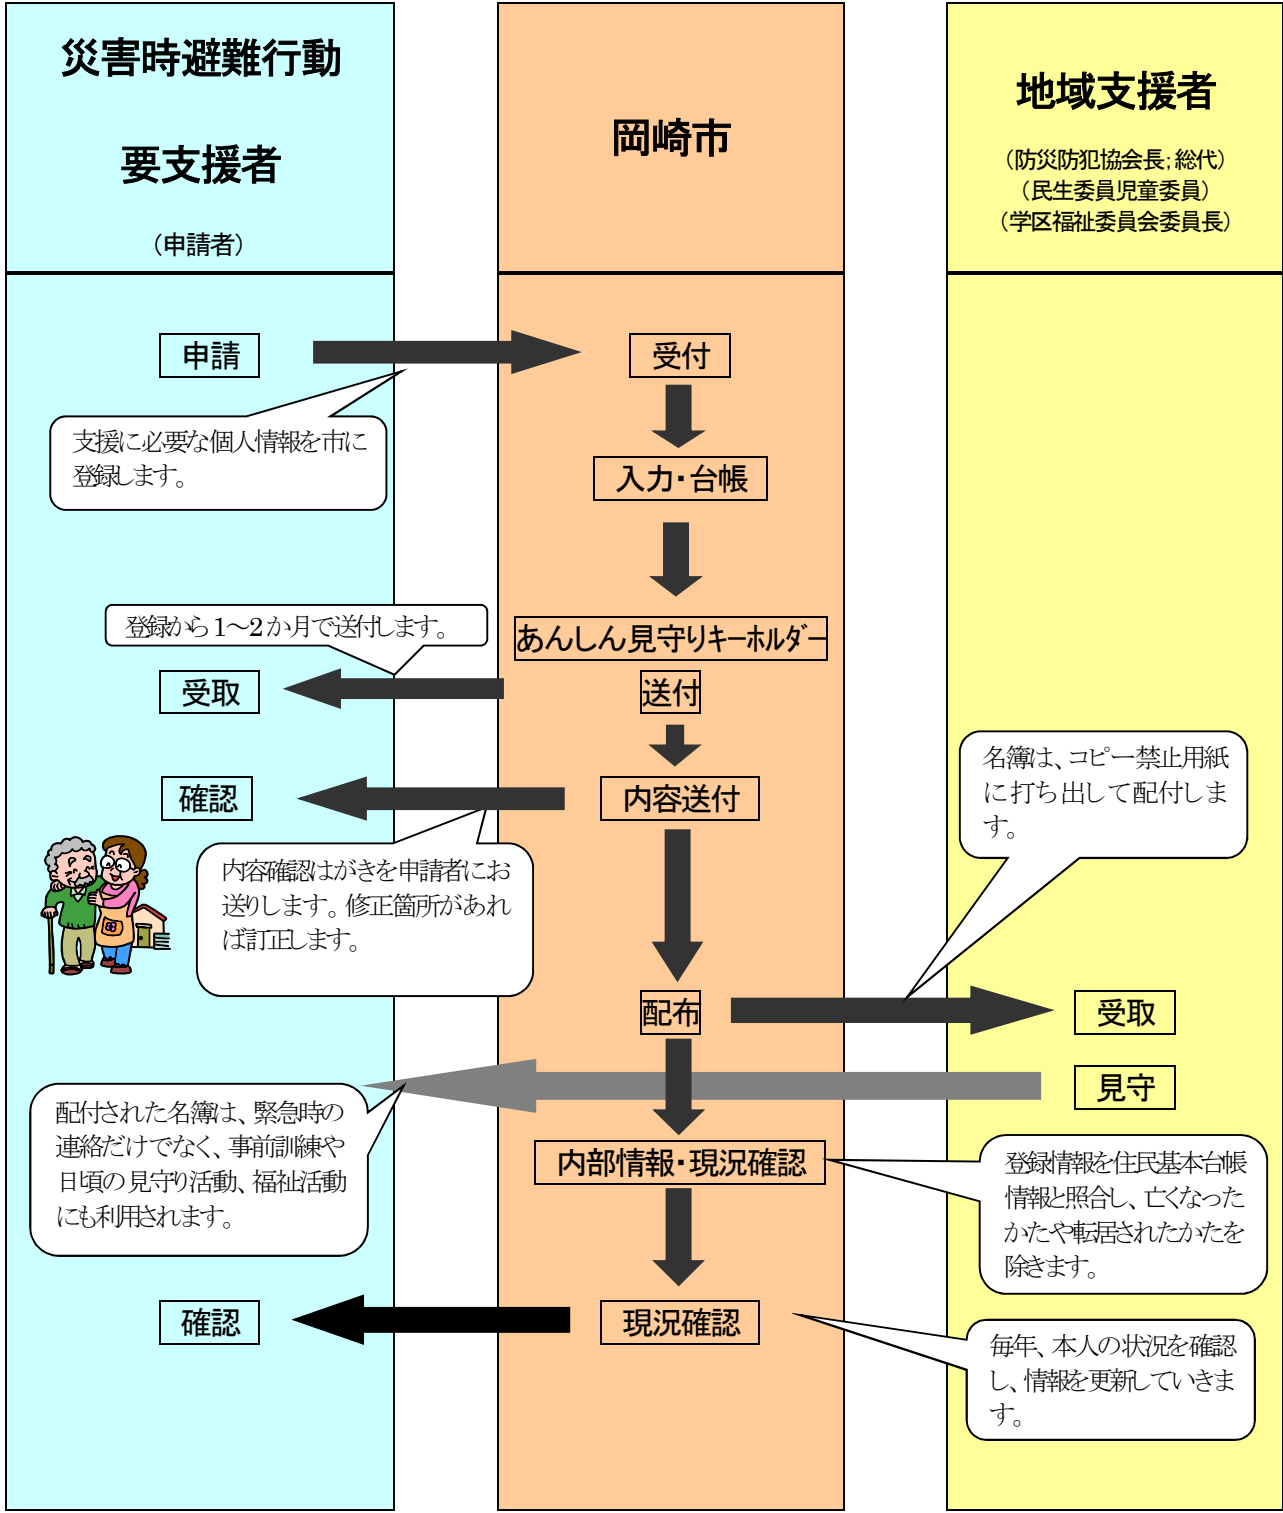 災害時避難行動
要支援者
（申請者）
岡崎市
地域支援者
（防災防犯協会長；総代）
（民生委員児童委員）
（学区福祉委員会委員長）
申請
受付
支援に必要な個人情報を市に
登録します。
入力・台帳
登録から1～2か月で送付します。
あんしん見守りキーホルダー
受取
送付
確認
内容送付
名簿は、コピー禁止用紙
に打ち出して配付しま
す。
内容確認はがきを申請者にお
送りします。修正箇所があれ
ば訂正します。
配布
受取
見守
配付された名簿は、緊急時の
連絡だけでなく、事前訓練や
日頃の見守り活動、福祉活動
にも利用されます。
内部情報・現況確認
登録情報を住民基本台帳
情報と照合し、亡くなった
かたや転居されたかたを
除きます。
確認
現況確認
毎年、本人の状況を確認
し、情報を更新していきま
す。